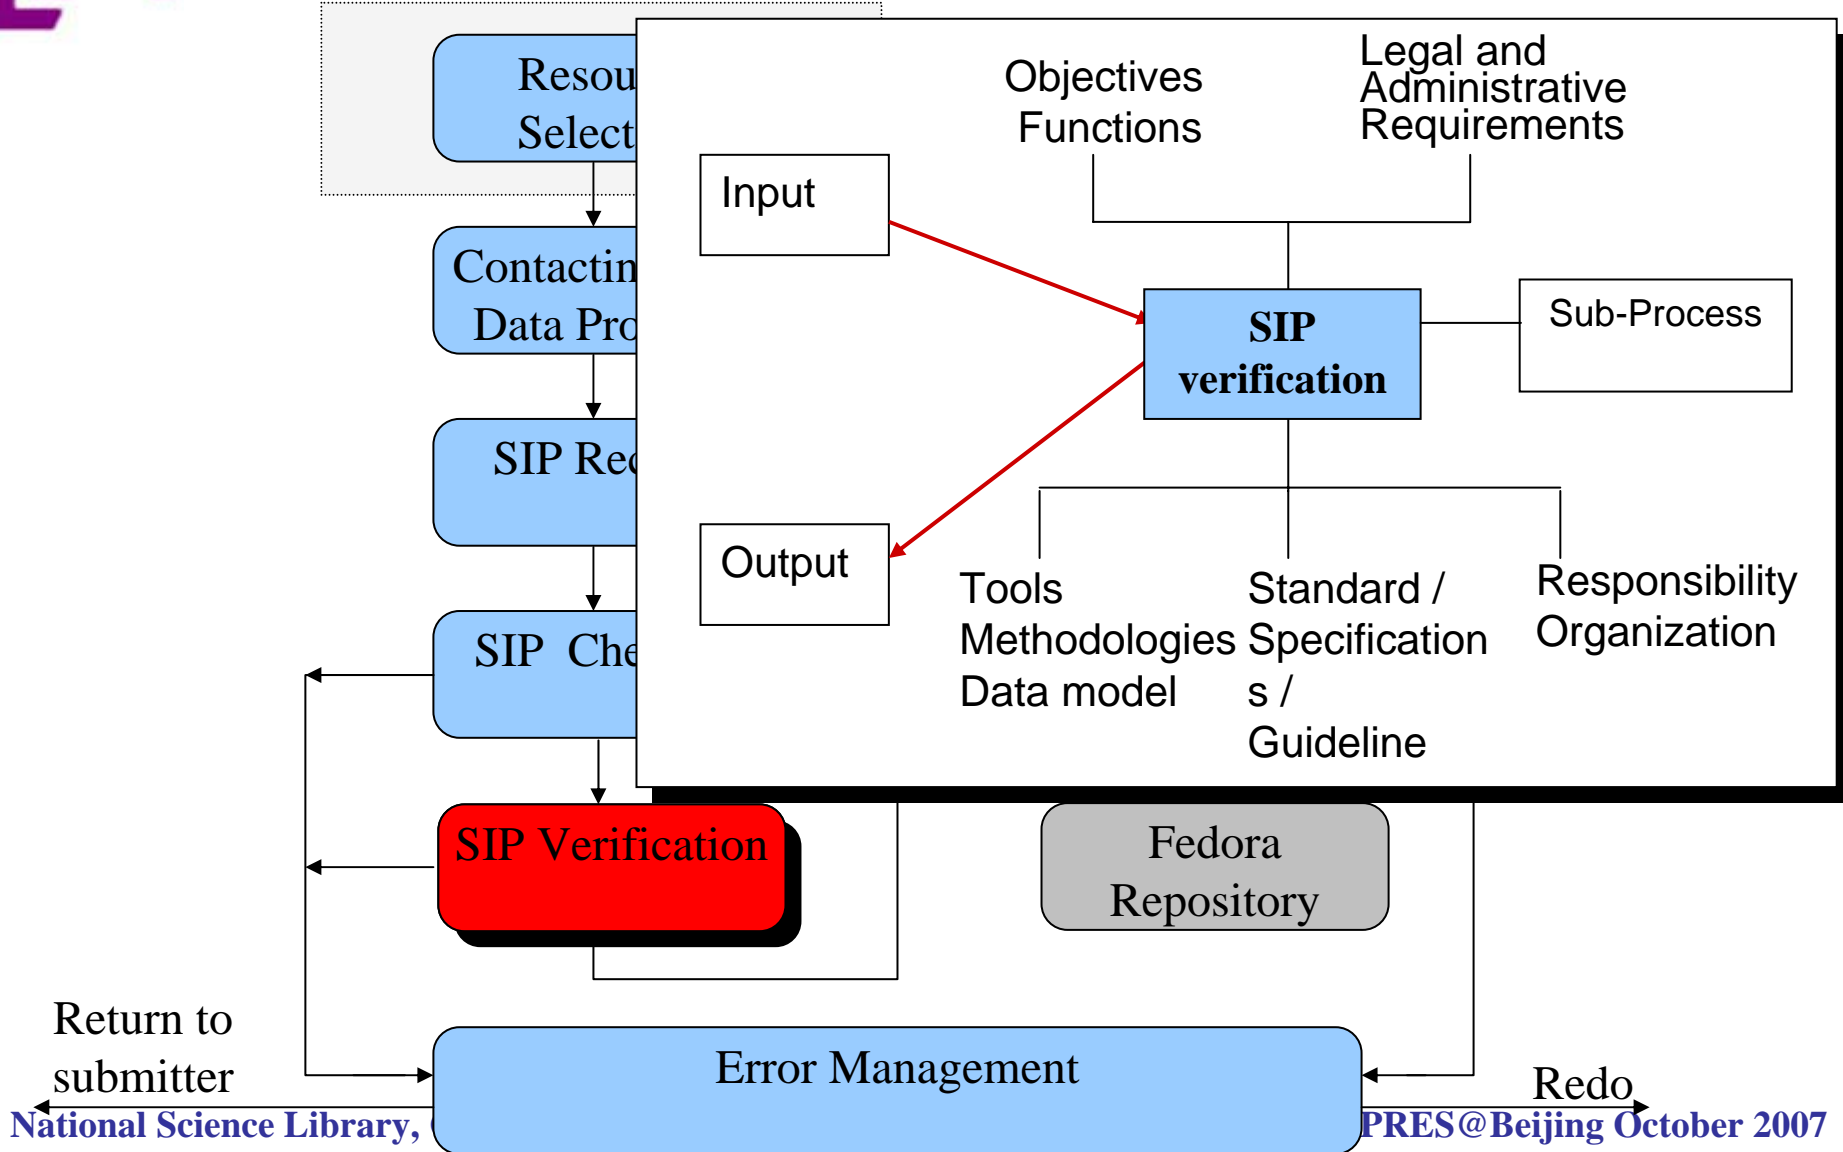 Resou
Select
Contactin
Data Pro
SIP Rec
SIP Che
SIP Verification
Objectives
Functions
Legal and
Administrative
Requirements
Input
SIP
verification
Sub-Process
Output
Tools
Methodologies
Data model
Standard /
Specification
s /
Guideline
Responsibility
Organization
Fedora
Repository
Return to
submitter
Error Management
Redo
National Science Library,
PRES@Beijing October 2007